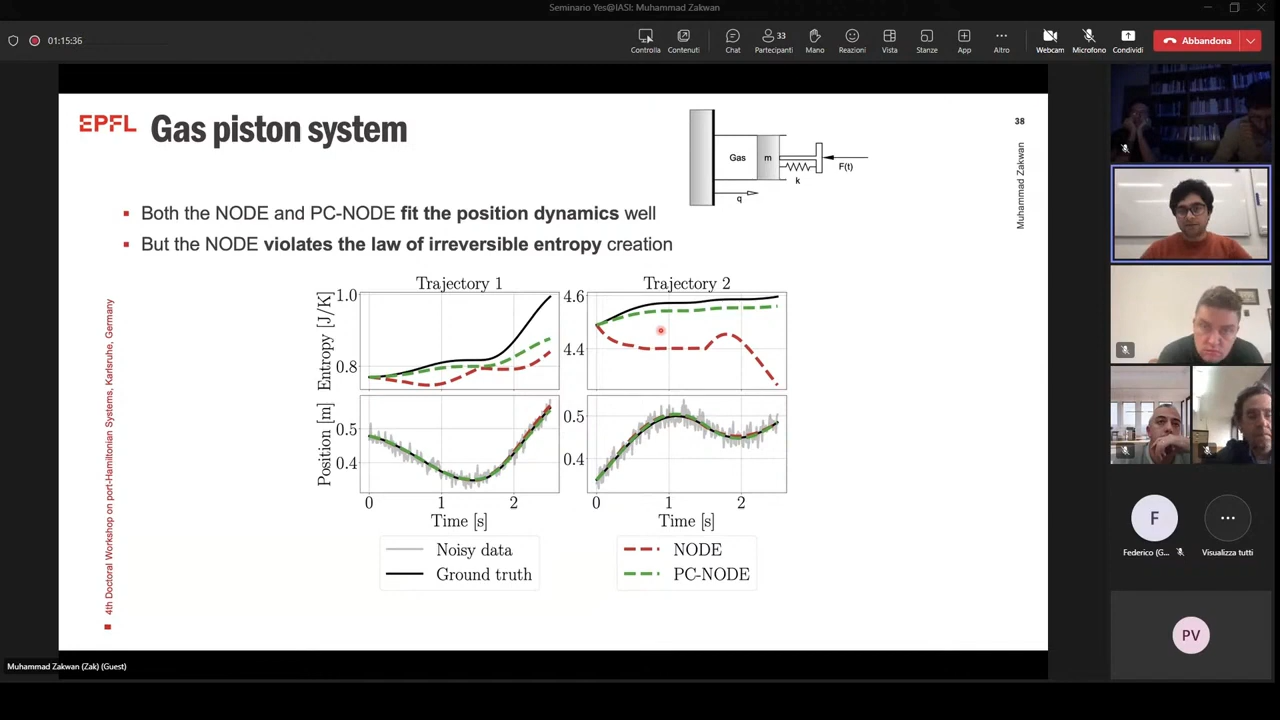 Seminario Yes@IASI: Muhammad Zakwan
01:15:36
Controlla
Contenuti
Chat
33
Partecipanti
Mano
Reazioni
Vista
Stanze
App
Altro
Webcam
Microfono
Condividi
Abbandona
EPFL
Gas piston system
Gas
m
k
F(t)
q
38
Muhammad Zakwan
4th Doctoral Workshop on port-Hamiltonian Systems, Karlsruhe, Germany
Both the NODE and PC-NODE fit the position dynamics well
But the NODE violates the law of irreversible entropy creation
Trajectory 1
Trajectory 2
Entropy [J/K]
1.0
0.8
4.6
4.4
Position [m]
0.5
0.4
0.5
0.4
0
1
2
0
1
2
Time [s]
Time [s]
Noisy data
Ground truth
NODE
PC-NODE
F
Federico (G...
Visualizza tutti
PV
Muhammad Zakwan (Zak) (Guest)